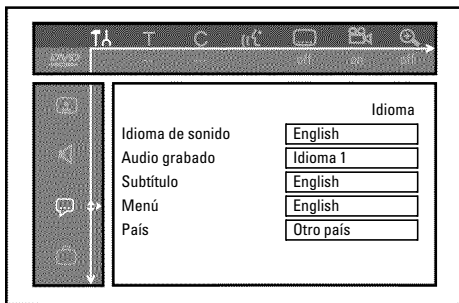 T C
off on off
Idioma
Idioma de sonido English
Audio grabado Idioma 1
Subtítulo English
Menú English
País Otro país